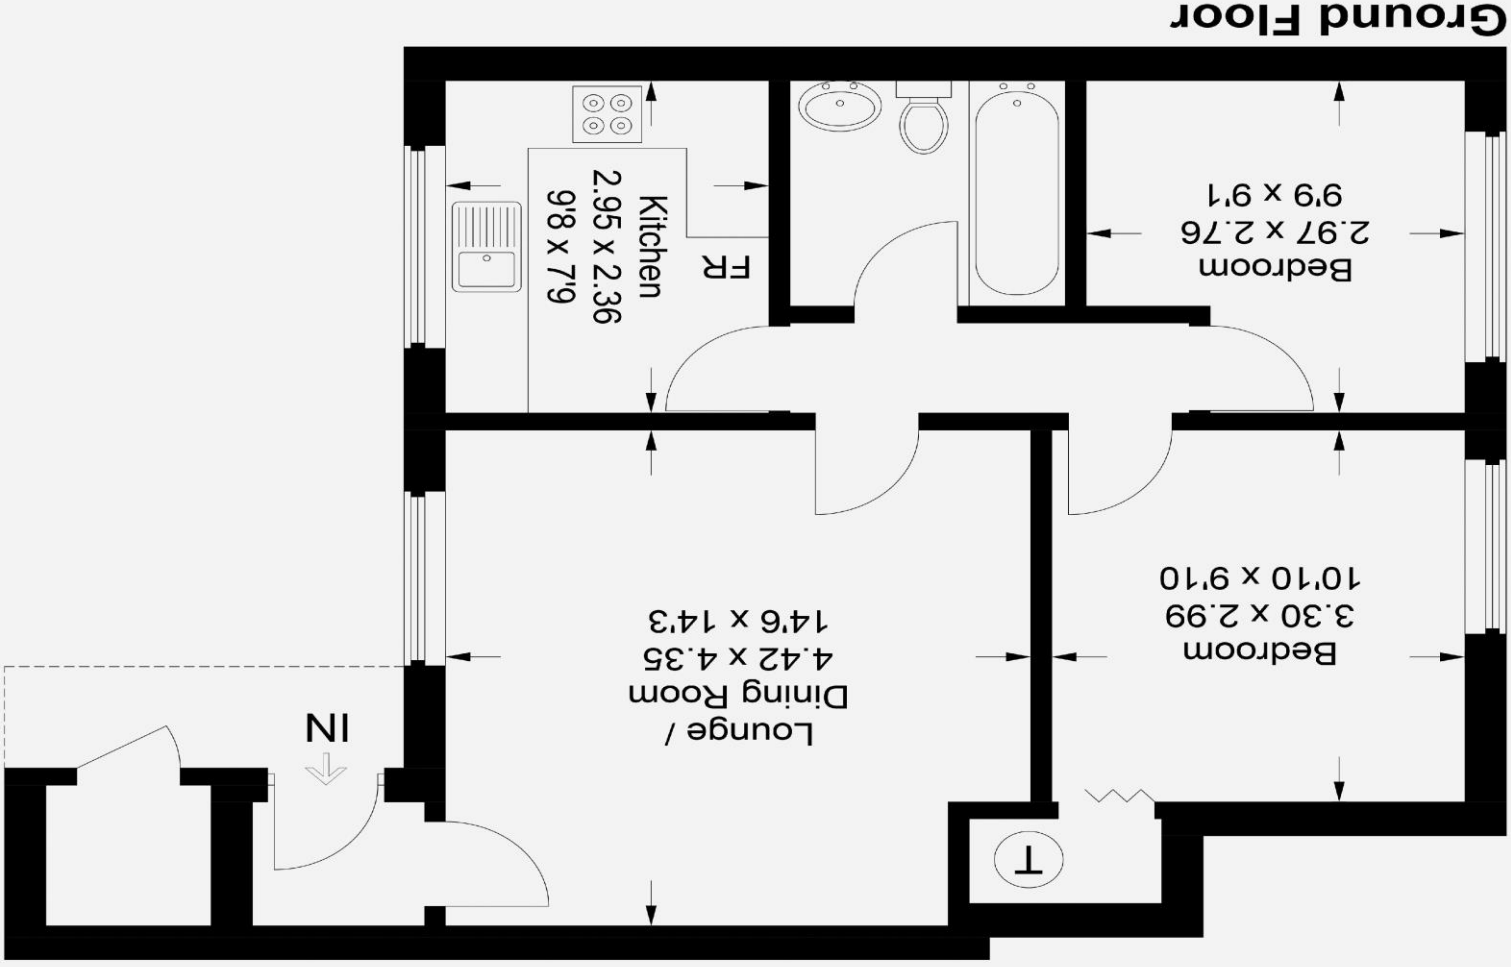 T
IN
Lounge /
Dining Room
4.42 x 4.35
14'6 x 14'3
Bedroom
3.30 x 2.99
10'10 x 9'10
Bedroom
2.97 x 2.76
9'9 x 9'1
FR
Kitchen
2.95 x 2.36
9'8 x 7'9
Ground Floor